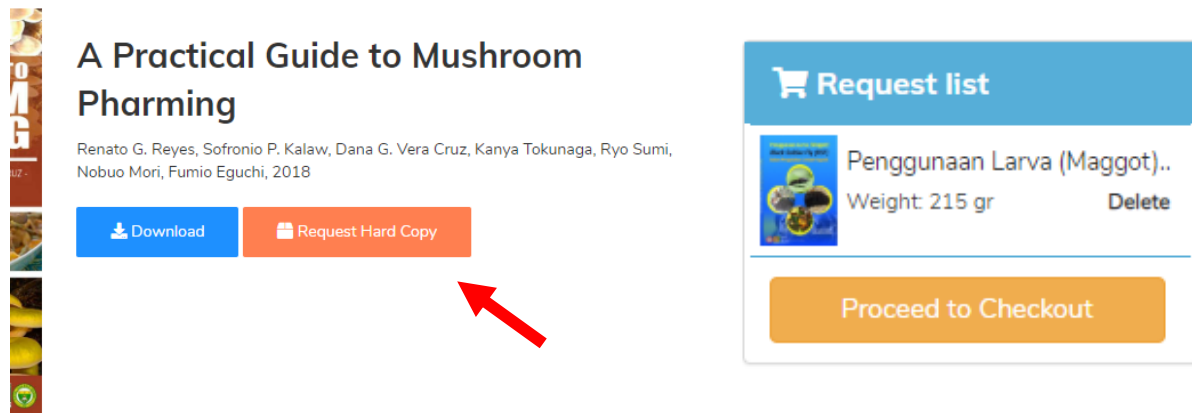 A Practical Guide to Mushroom
Pharming
Renato G. Reyes, Sofronio P. Kalaw, Dana G. Vera Cruz, Kanya Tokunaga, Ryo Sumi,
Nobuo Mori, Fumio Eguchi, 2018
Download
Request Hard Copy
Request list
Penggunaan Larva (Maggot)..
Weight: 215 gr
Delete
Proceed to Checkout